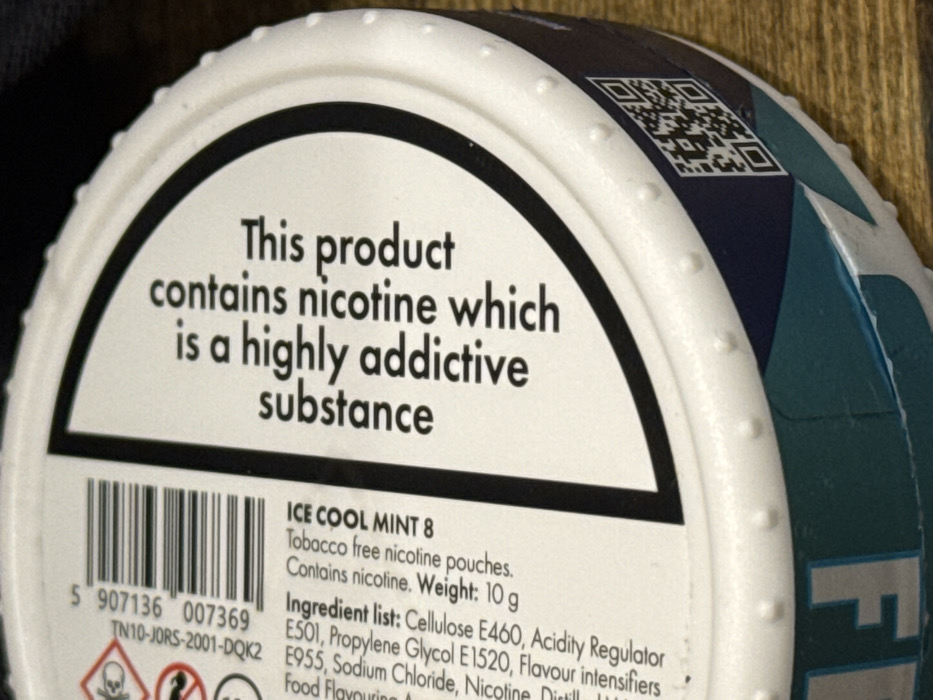 This product
contains nicotine which
is a highly addictive
substance
ICE COOL MINT 8
Tobacco free nicotine pouches.
Contains nicotine. Weight: 10 g
Ingredient list: Cellulose E460, Acidity Regulator
E501, Propylene Glycol E1520, Flavour intensifiers
E955, Sodium Chloride, Nicotine,
Food Flavouring
5 907136 007369
TN10-J0RS-2001-DQK2